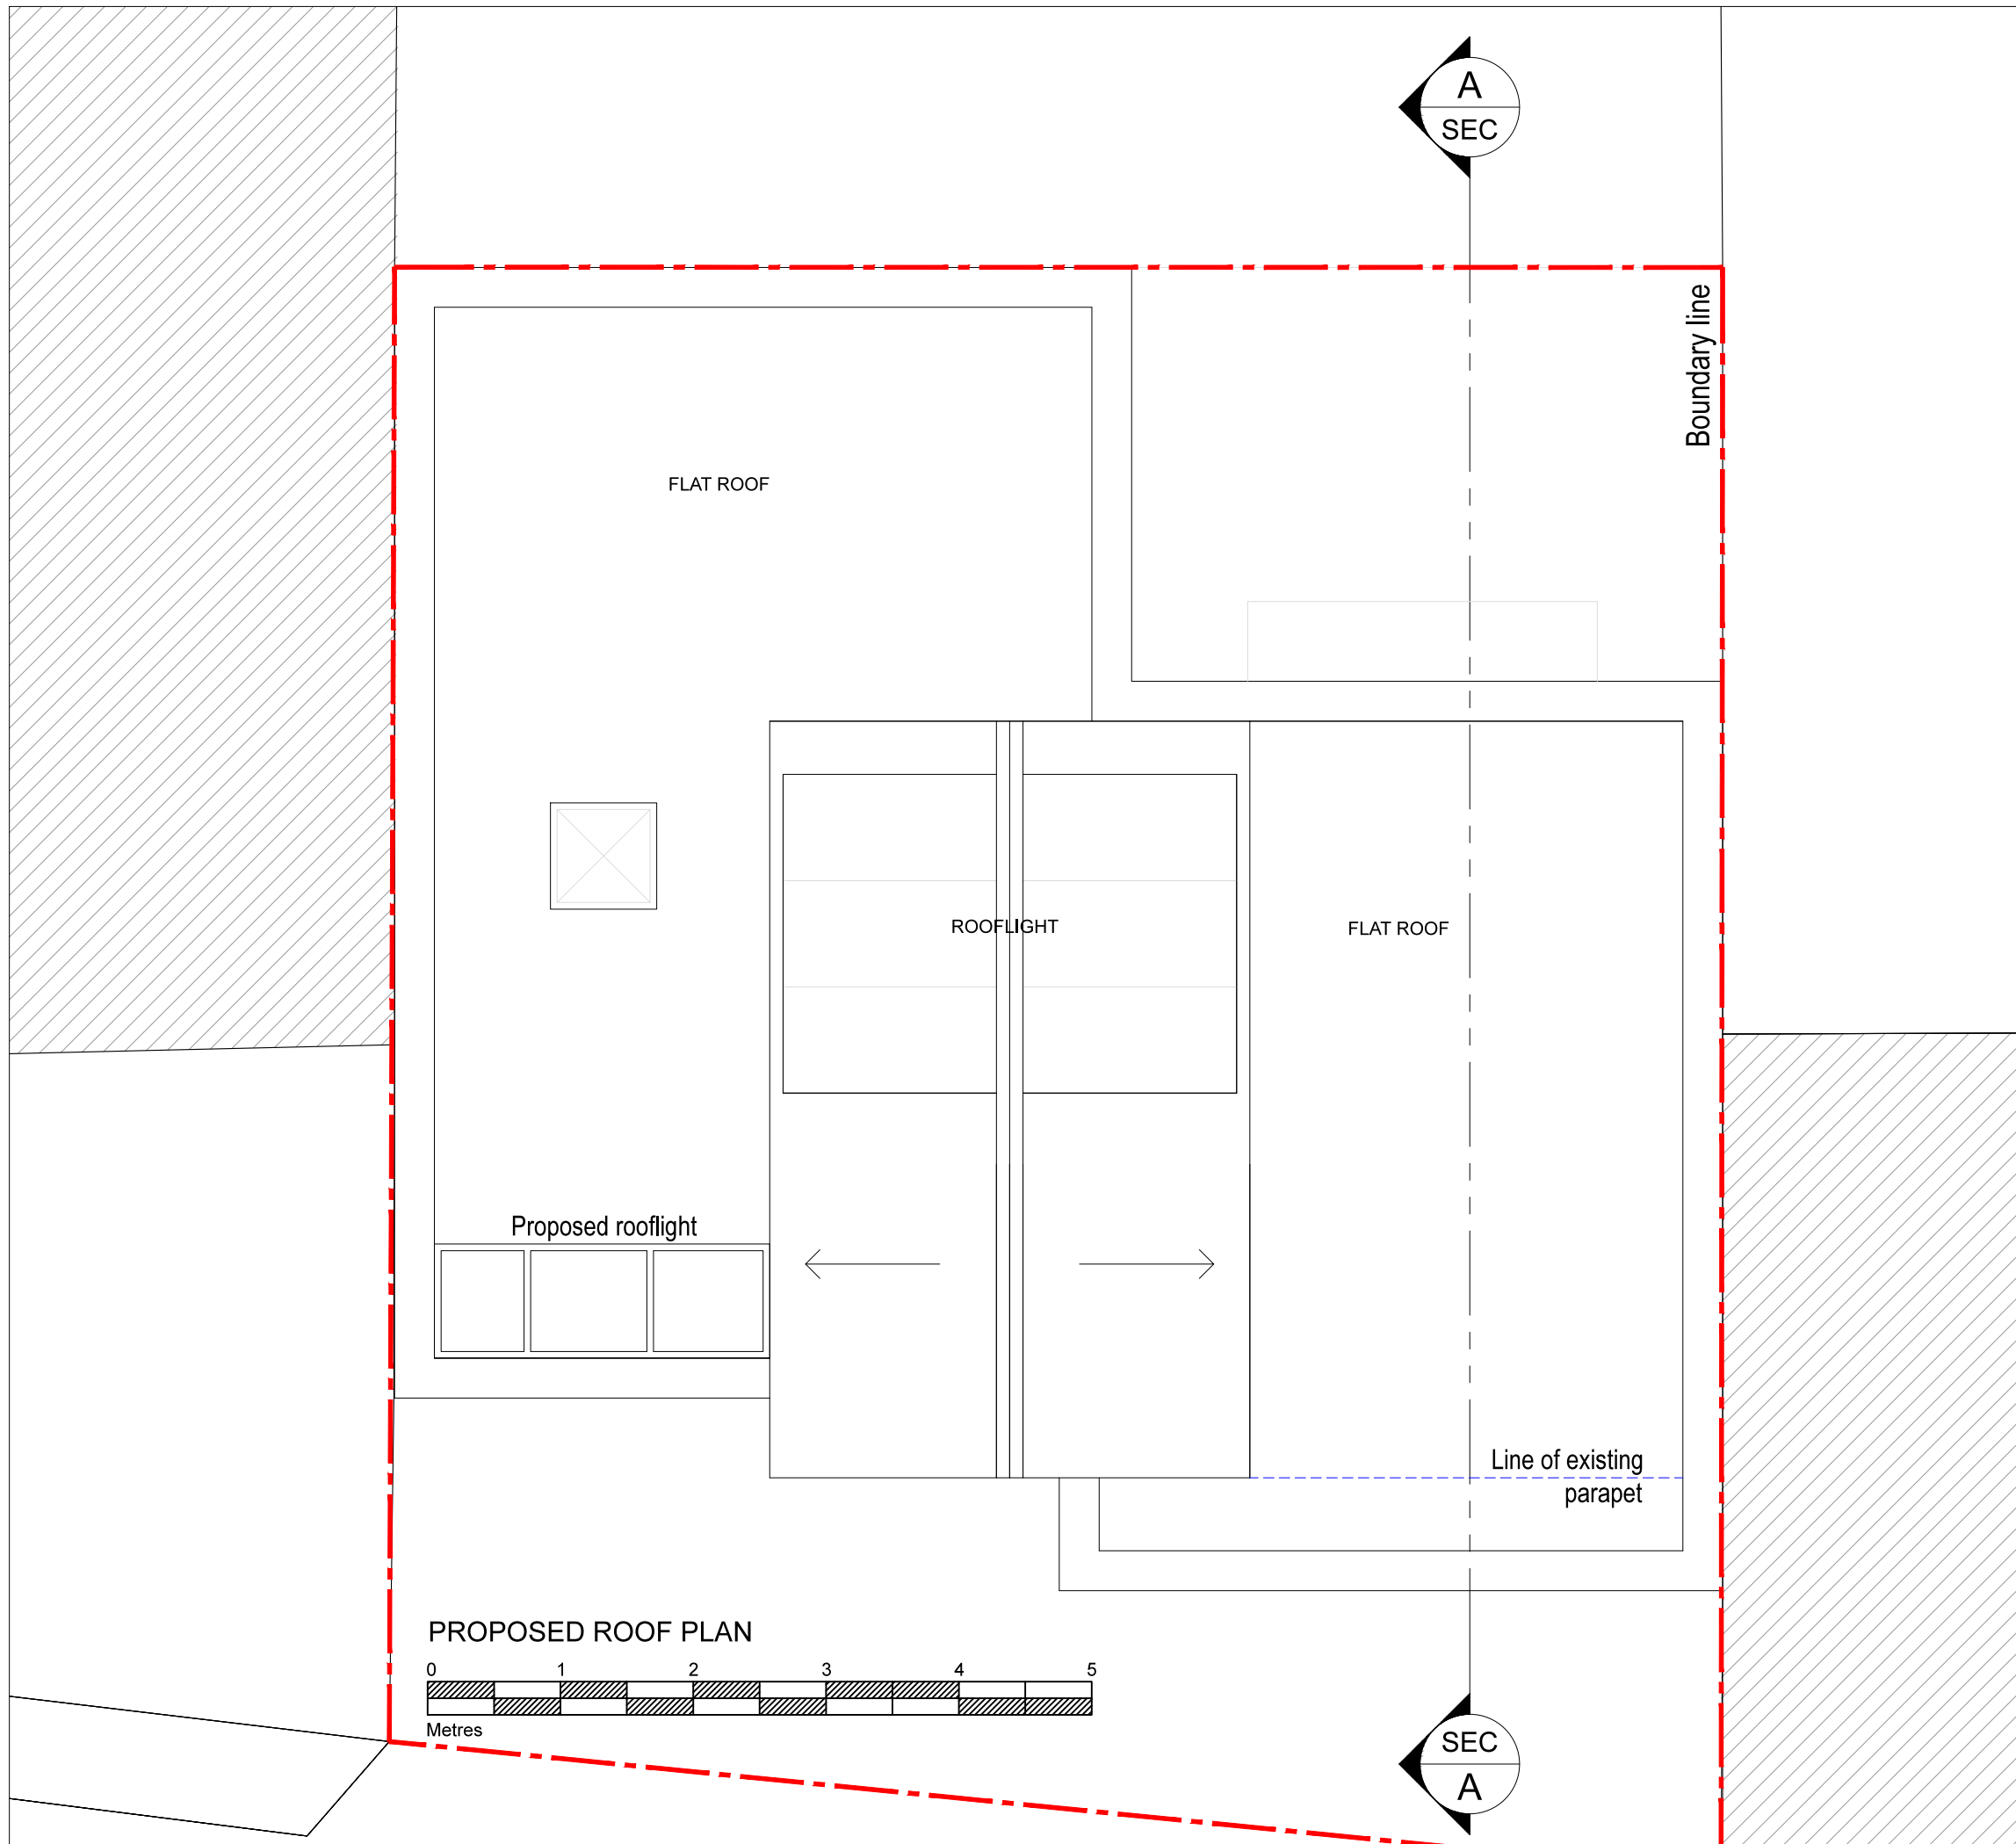 A
SEC
Boundary line
FLAT ROOF
ROOFLIGHT
FLAT ROOF
Proposed rooflight
Line of existing
parapet
PROPOSED ROOF PLAN
0 1 2 3 4 5
Metres
SEC
A